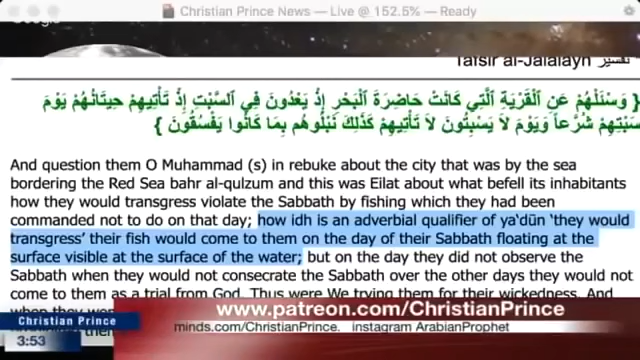 Christian Prince News — Live @ 152.5% — Ready
Tafsir al-Jalalayn تفسير
{ وَسْئَلْهُمْ عَنِ ٱلْقَرْيَةِ ٱلَّتِي كَانَتْ حَاضِرَةَ ٱلْبَحْرِ إِذْ يَعْدُونَ فِي ٱلسَّبْتِ إِذْ تَأْتِيهِمْ حِيتَانُهُمْ يَوْمَ
سَبْتِهِمْ شُرَّعاً وَيَوْمَ لاَ يَسْبِتُونَ لاَ تَأْتِيهِمْ كَذٰلِكَ نَبْلُوهُم بِمَا كَانُوا يَفْسُقُونَ }
And question them O Muhammad (s) in rebuke about the city that was by the sea
bordering the Red Sea bahr al-qulzum and this was Eilat about what befell its inhabitants
how they would transgress violate the Sabbath by fishing which they had been
commanded not to do on that day; how idh is an adverbial qualifier of ya‘dūn ‘they would
transgress’ their fish would come to them on the day of their Sabbath floating at the
surface visible at the surface of the water; but on the day they did not observe the
Sabbath when they would not consecrate the Sabbath over the other days they would not
come to them as a trial from God. Thus were We trying them for their wickedness. And
when they
www.patreon.com/ChristianPrince
Christian Prince
minds.com/ChristianPrince. instagram ArabianProphet
3:53